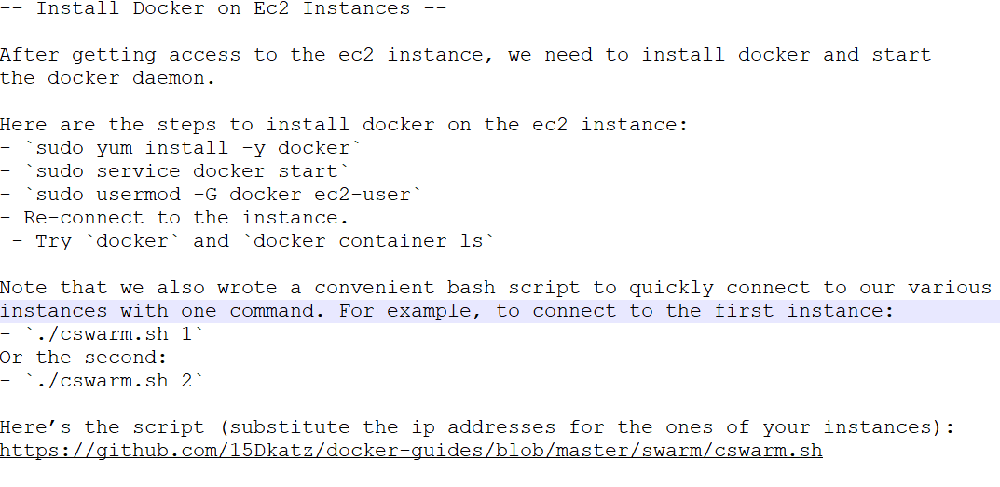 -- Install Docker on Ec2 Instances --
After getting access to the ec2 instance, we need to install docker and start
the docker daemon.
Here are the steps to install docker on the ec2 instance:
- `sudo yum install -y docker`
- `sudo service docker start`
- `sudo usermod -G docker ec2-user`
- Re-connect to the instance.
 - Try `docker` and `docker container ls`
Note that we also wrote a convenient bash script to quickly connect to our various
instances with one command. For example, to connect to the first instance:
- `./cswarm.sh 1`
Or the second:
- `./cswarm.sh 2`
Here’s the script (substitute the ip addresses for the ones of your instances):
https://github.com/15Dkatz/docker-guides/blob/master/swarm/cswarm.sh